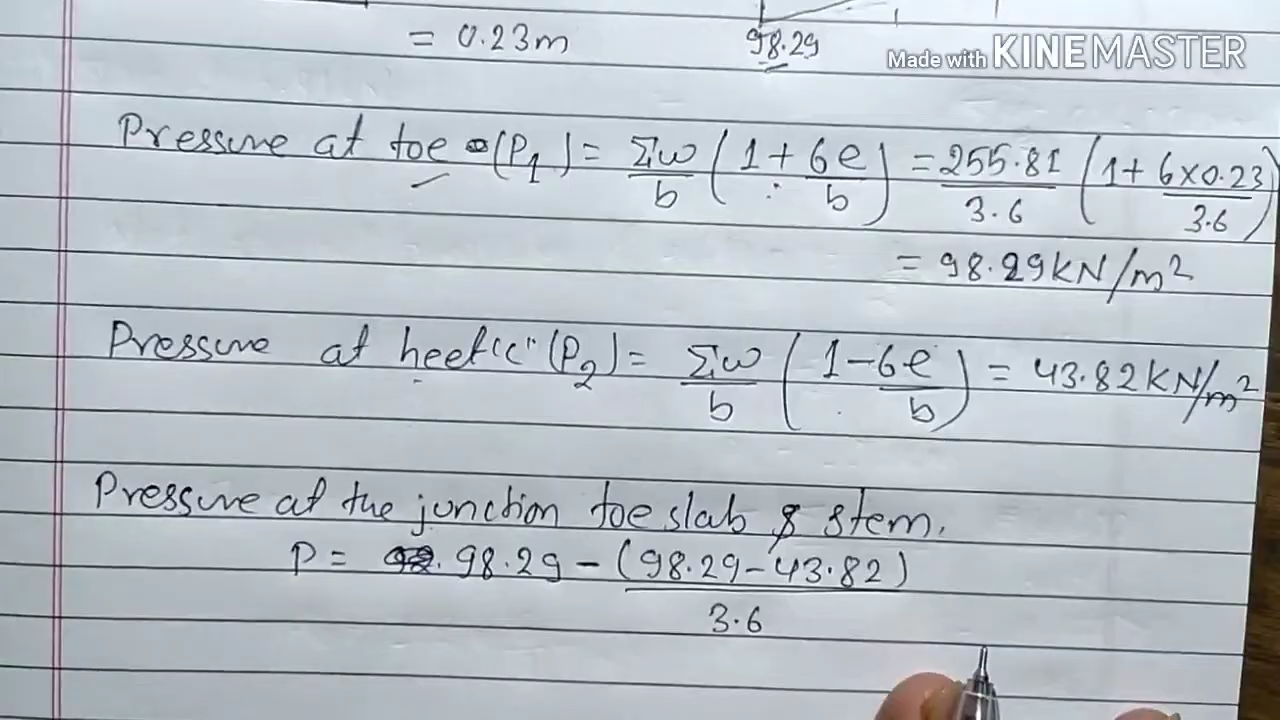 = 0.23m 98.29
Made with KINEMASTER
Pressure at toe (P1) = Σw/b (1 + 6e/b) = 255.81/3.6 (1 + 6×0.23/3.6)
= 98.29 KN/m²
Pressure at heel "C" (P2) = Σw/b (1 - 6e/b) = 43.82 KN/m²
Pressure at the junction toe slab & stem.
P = 98.29 - (98.29 - 43.82)/3.6